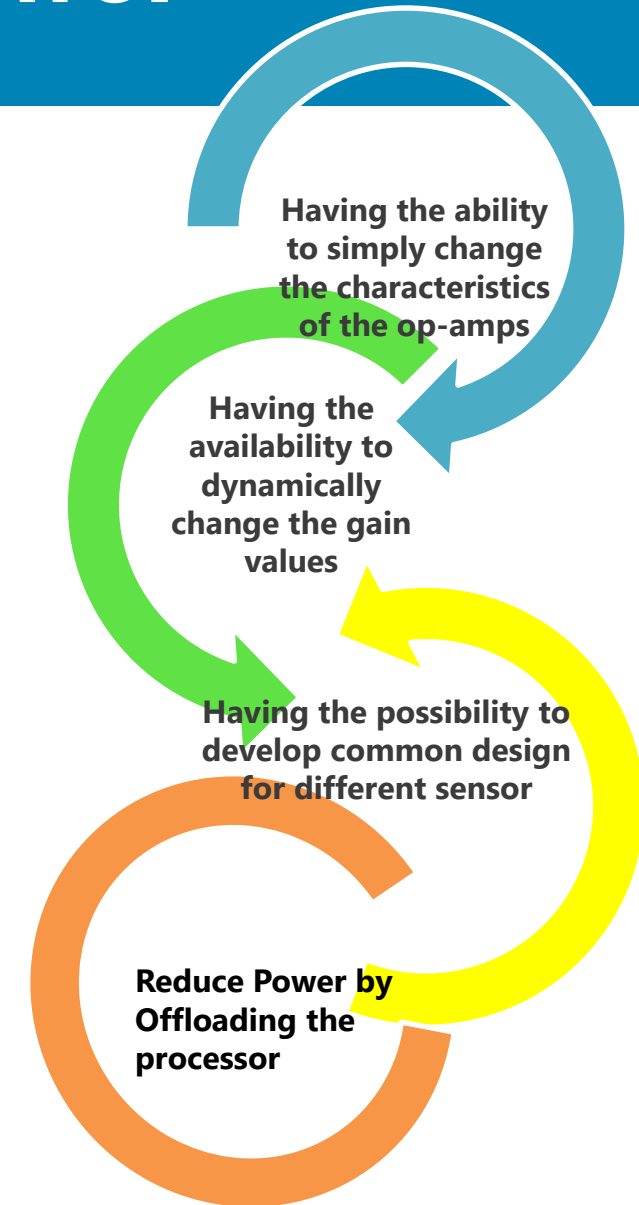 Having the ability
to simply change
the characteristics
of the op-amps
Having the
availability to
dynamically
change the gain
values
Having the possibility to
develop common design
for different sensor
Reduce Power by
Offloading the
processor